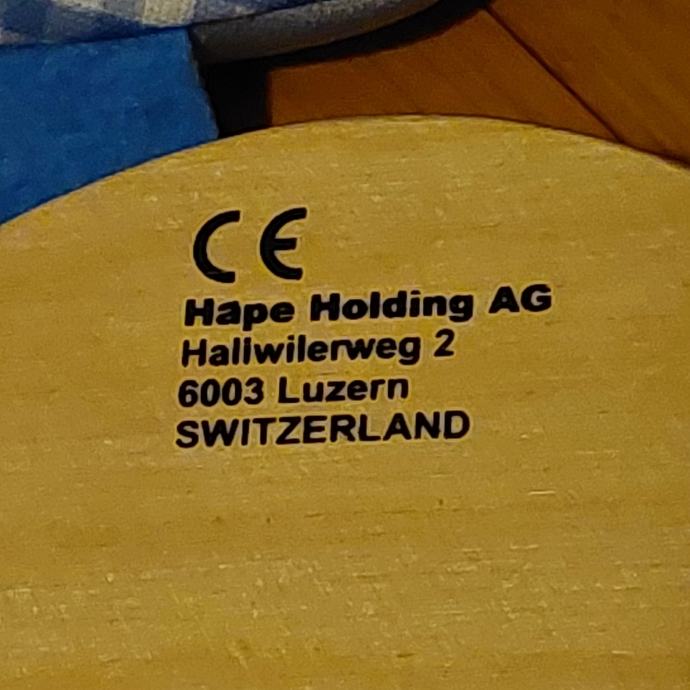 CE
Hape Holding AG
Hallwilerweg 2
6003 Luzern
SWITZERLAND